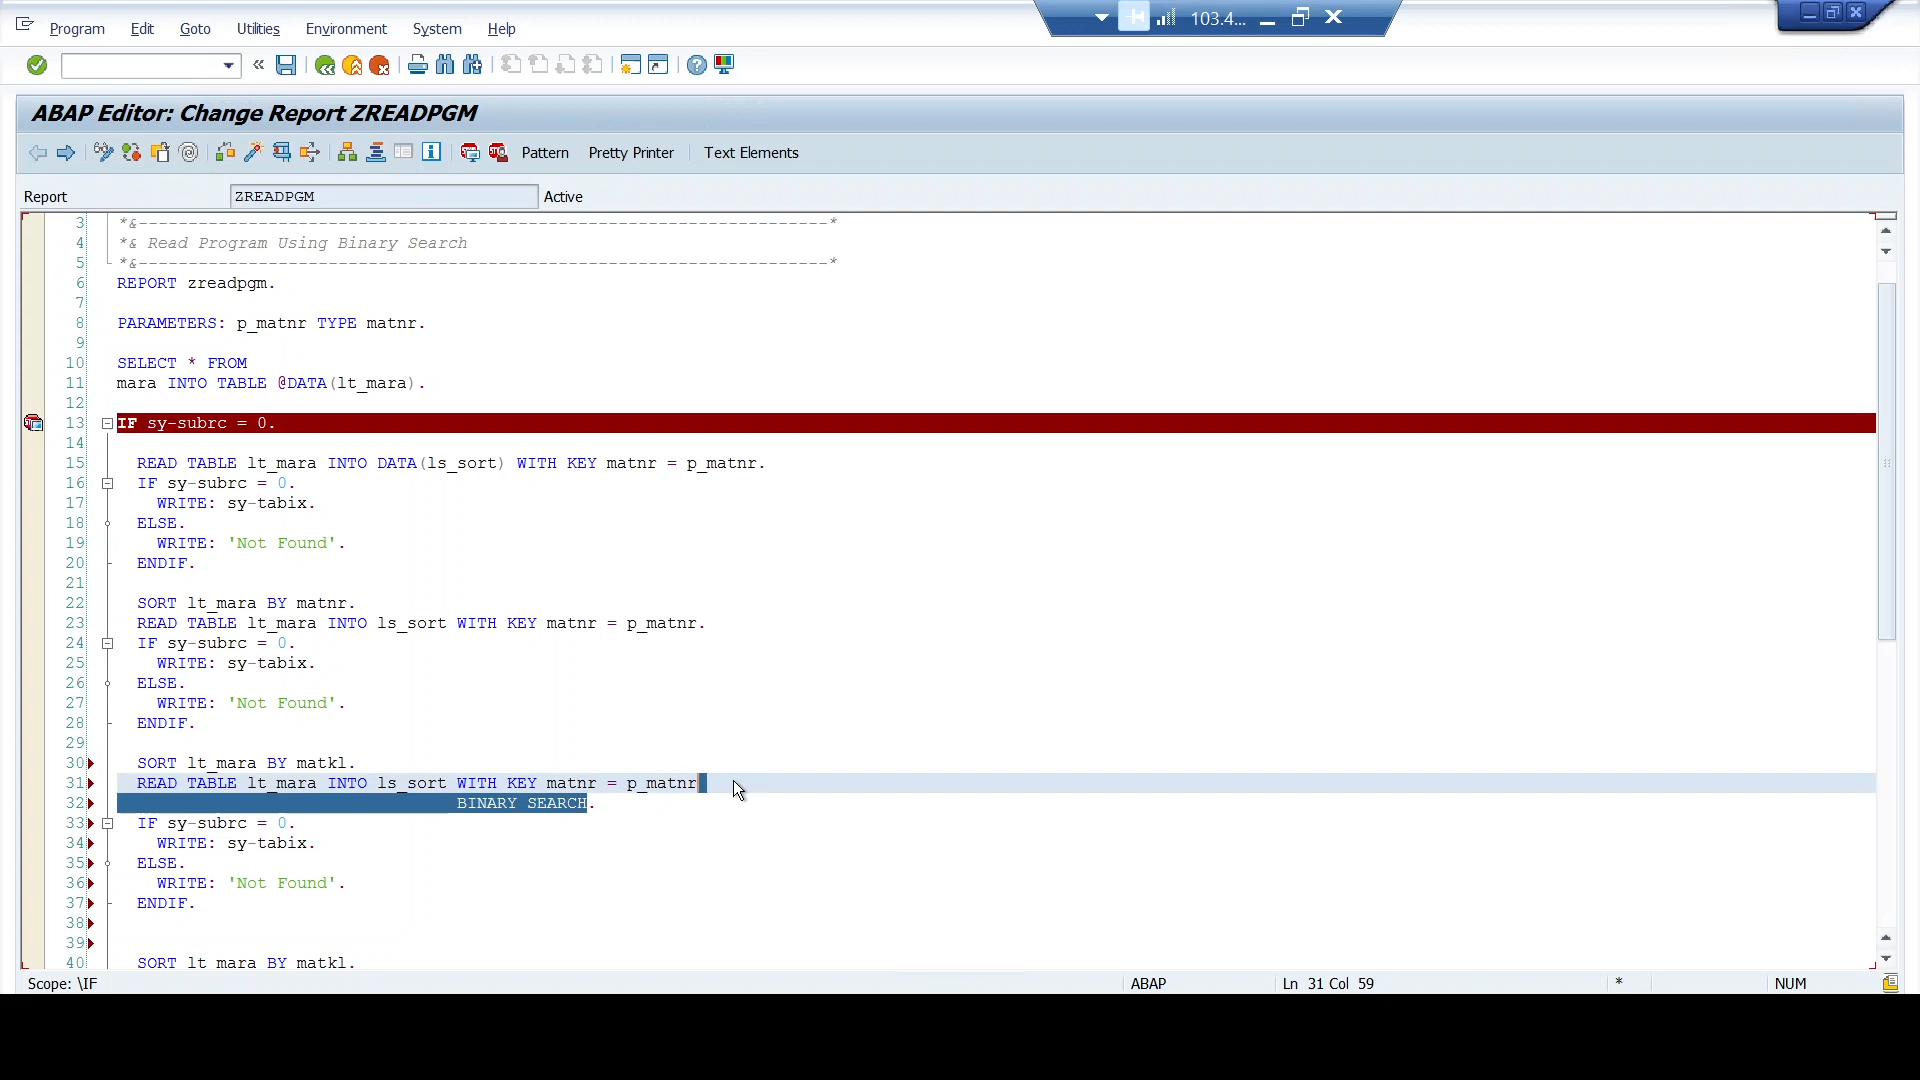 Program Edit Goto Utilities Environment System Help
103.4...
ABAP Editor: Change Report ZREADPGM
Pattern Pretty Printer Text Elements
Report ZREADPGM Active
3 *&---------------------------------------------------------------------*
4 *& Read Program Using Binary Search
5 *&---------------------------------------------------------------------*
6 REPORT zreadpgm.
7
8 PARAMETERS: p_matnr TYPE matnr.
9
10 SELECT * FROM
11 mara INTO TABLE @DATA(lt_mara).
12
13 IF sy-subrc = 0.
14
15 READ TABLE lt_mara INTO DATA(ls_sort) WITH KEY matnr = p_matnr.
16 IF sy-subrc = 0.
17 WRITE: sy-tabix.
18 ELSE.
19 WRITE: 'Not Found'.
20 ENDIF.
21
22 SORT lt_mara BY matnr.
23 READ TABLE lt_mara INTO ls_sort WITH KEY matnr = p_matnr.
24 IF sy-subrc = 0.
25 WRITE: sy-tabix.
26 ELSE.
27 WRITE: 'Not Found'.
28 ENDIF.
29
30 SORT lt_mara BY matkl.
31 READ TABLE lt_mara INTO ls_sort WITH KEY matnr = p_matnr
32 BINARY SEARCH.
33 IF sy-subrc = 0.
34 WRITE: sy-tabix.
35 ELSE.
36 WRITE: 'Not Found'.
37 ENDIF.
38
39
40 SORT lt_mara BY matkl.
Scope: \IF ABAP Ln 31 Col 59 * NUM